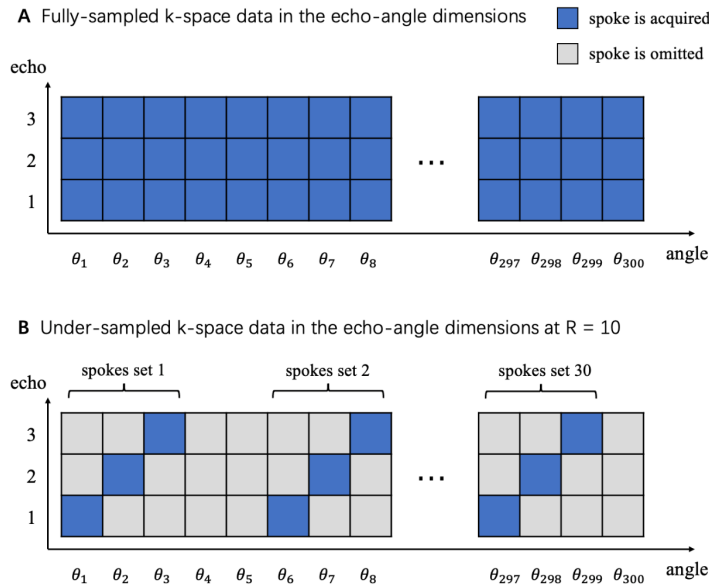 A Fully-sampled k-space data in the echo-angle dimensions
spoke is acquired
spoke is omitted
echo
3
2
1
...
θ₁ θ₂ θ₃ θ₄ θ₅ θ₆ θ₇ θ₈ θ₂₉₇ θ₂₉₈ θ₂₉₉ θ₃₀₀ angle
B Under-sampled k-space data in the echo-angle dimensions at R = 10
spokes set 1 spokes set 2 spokes set 30
echo
3
2
1
...
θ₁ θ₂ θ₃ θ₄ θ₅ θ₆ θ₇ θ₈ θ₂₉₇ θ₂₉₈ θ₂₉₉ θ₃₀₀ angle